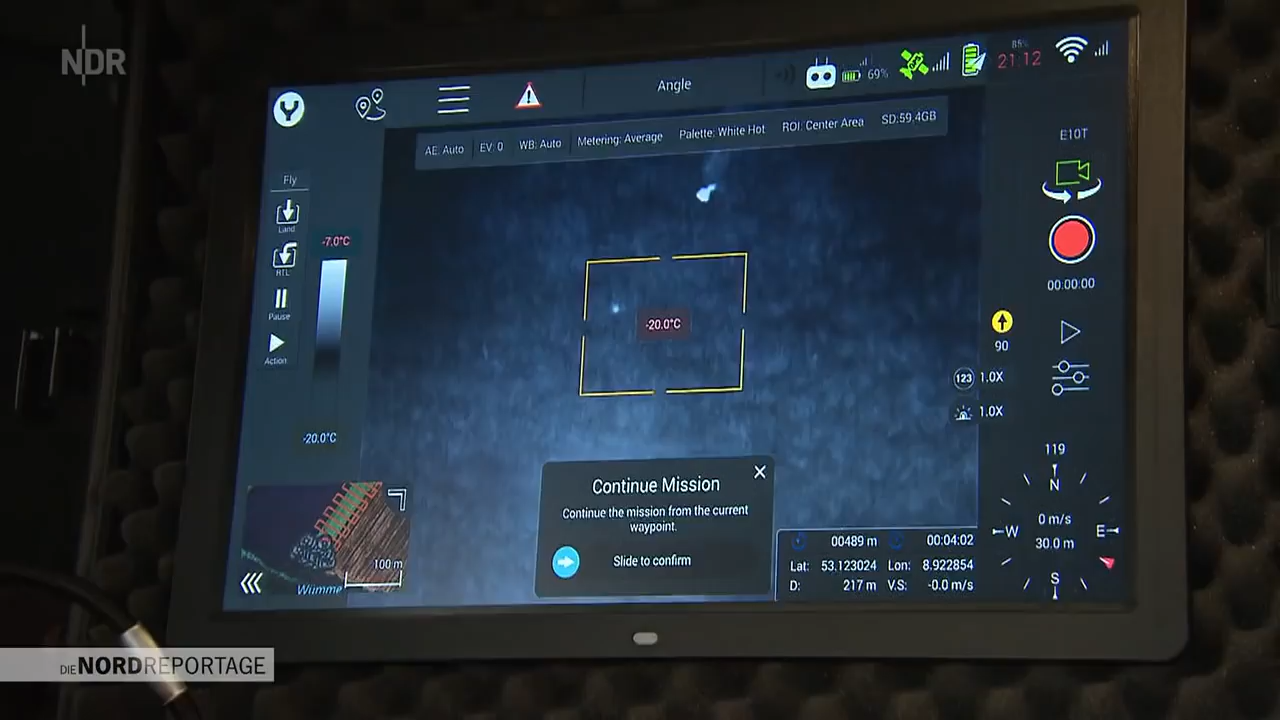 NDR
Angle
69%
85%
21:12
AE: Auto EV: 0 WB: Auto Metering: Average Palette: White Hot ROI: Center Area SD:59.4GB
E10T
Fly
Land
RTL
Pause
Action
-7.0°C
-20.0°C
-20.0°C
00:00:00
90
123 1.0X
1.0X
Continue Mission
Continue the mission from the current
waypoint.
Slide to confirm
100 m
Wümme
00489 m 00:04:02
Lat: 53.123024 Lon: 8.922854
D: 217 m V.S: -0.0 m/s
119
N
W E
0 m/s
30.0 m
S
DIE NORDREPORTAGE